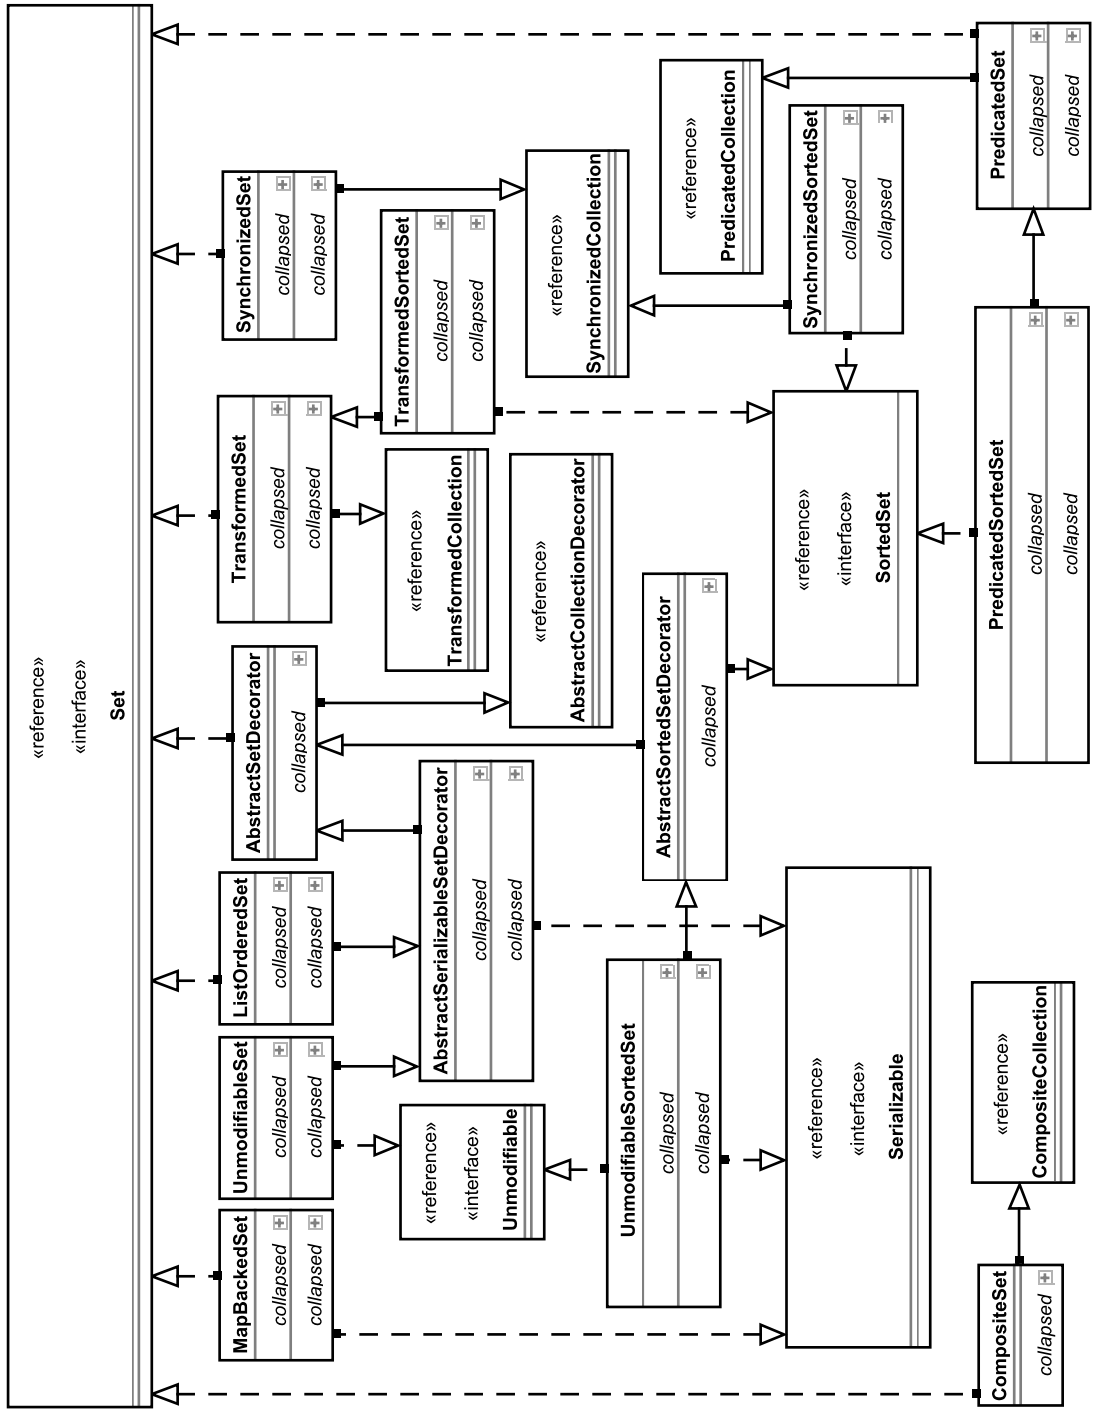 «reference»
«interface»
Set
MapBackedSet
collapsed
collapsed
UnmodifiableSet
collapsed
collapsed
ListOrderedSet
collapsed
collapsed
AbstractSetDecorator
collapsed
TransformedSet
collapsed
collapsed
SynchronizedSet
collapsed
collapsed
«reference»
«interface»
Unmodifiable
AbstractSerializableSetDecorator
collapsed
collapsed
«reference»
TransformedCollection
TransformedSortedSet
collapsed
collapsed
«reference»
AbstractCollectionDecorator
«reference»
SynchronizedCollection
UnmodifiableSortedSet
collapsed
collapsed
AbstractSortedSetDecorator
collapsed
«reference»
PredicatedCollection
«reference»
«interface»
Serializable
«reference»
«interface»
SortedSet
SynchronizedSortedSet
collapsed
collapsed
CompositeSet
collapsed
«reference»
CompositeCollection
PredicatedSortedSet
collapsed
collapsed
PredicatedSet
collapsed
collapsed